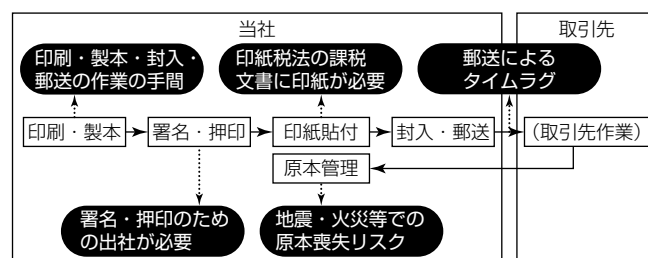 当社
取引先
印刷・製本・封入・
郵送の作業の手間
印紙税法の課税
文書に印紙が必要
郵送による
タイムラグ
印刷・製本
署名・押印
印紙貼付
封入・郵送
(取引先作業)
原本管理
署名・押印のため
の出社が必要
地震・火災等での
原本喪失リスク